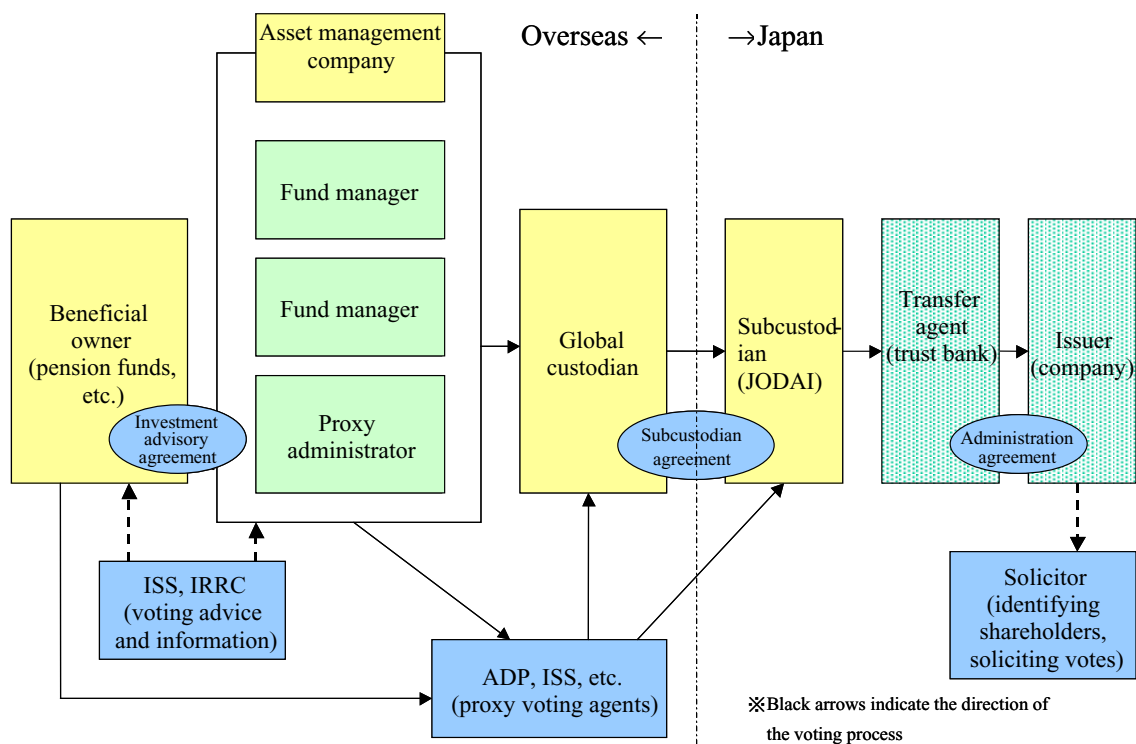 Asset management
company
Overseas ←
→Japan
Fund manager
Fund manager
Proxy
administrator
Beneficial
owner
(pension funds,
etc.)
Investment
advisory
agreement
Global
custodian
Subcustod-
ian
(JODAI)
Subcustodian
agreement
Transfer
agent
(trust bank)
Issuer
(company)
Administration
agreement
ISS, IRRC
(voting advice
and information)
ADP, ISS, etc.
(proxy voting agents)
Solicitor
(identifying
shareholders,
soliciting votes)
※Black arrows indicate the direction of
the voting process